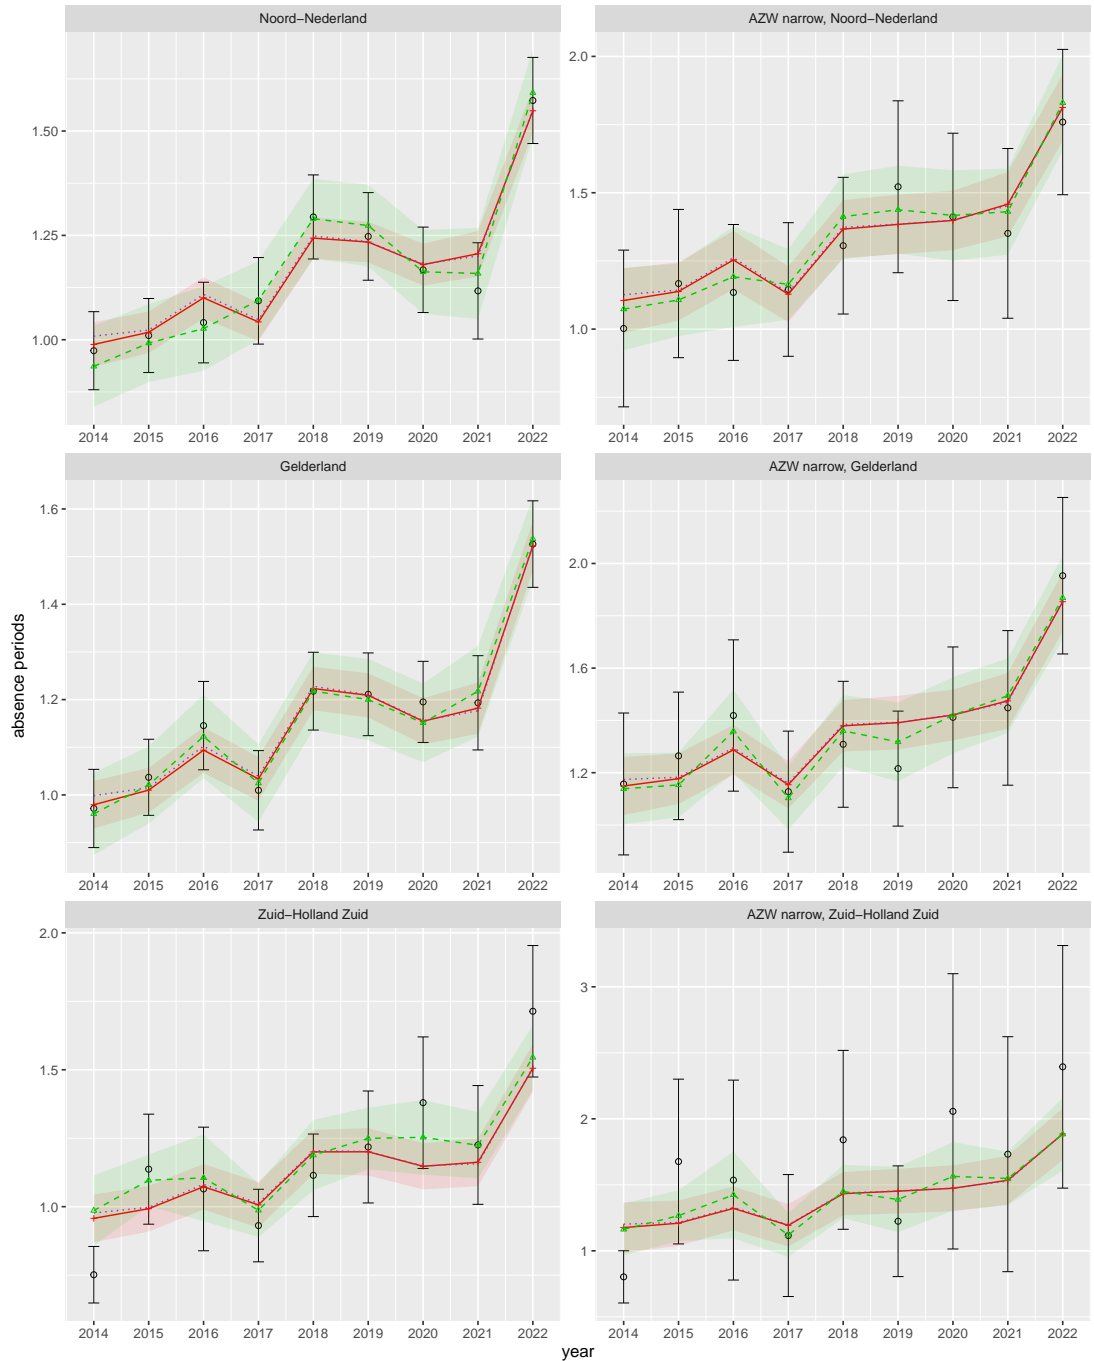 Noord−Nederland
AZW narrow, Noord−Nederland
1.50
1.25
1.00
2.0
1.5
1.0
2014 2015 2016 2017 2018 2019 2020 2021 2022
2014 2015 2016 2017 2018 2019 2020 2021 2022
Gelderland
AZW narrow, Gelderland
absence periods
1.6
1.4
1.2
1.0
2.0
1.6
1.2
2014 2015 2016 2017 2018 2019 2020 2021 2022
2014 2015 2016 2017 2018 2019 2020 2021 2022
Zuid−Holland Zuid
AZW narrow, Zuid−Holland Zuid
2.0
1.5
1.0
3
2
1
2014 2015 2016 2017 2018 2019 2020 2021 2022
2014 2015 2016 2017 2018 2019 2020 2021 2022
year